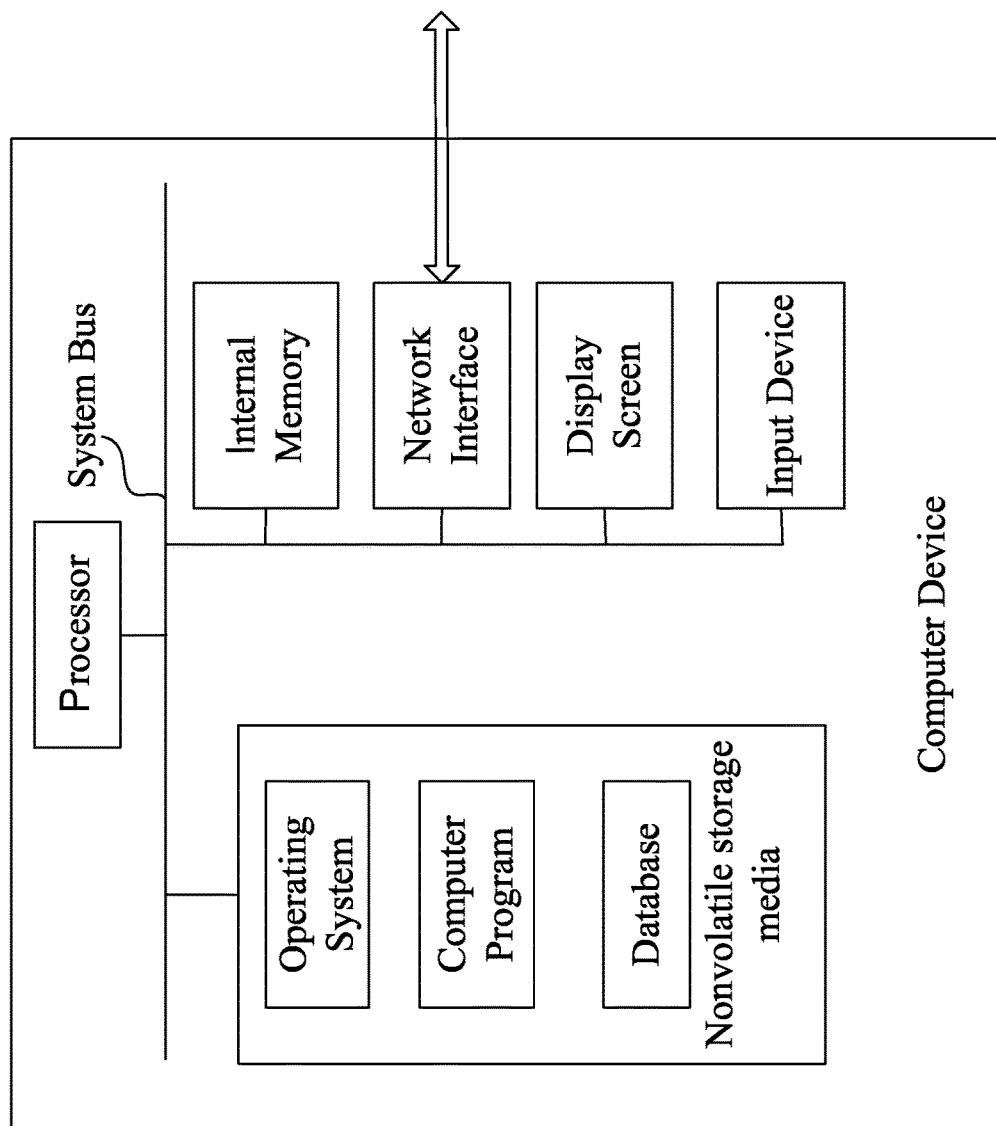 Processor
System Bus
Operating
System
Computer
Program
Database
Nonvolatile storage
media
Internal
Memory
Network
Interface
Display
Screen
Input Device
Computer Device